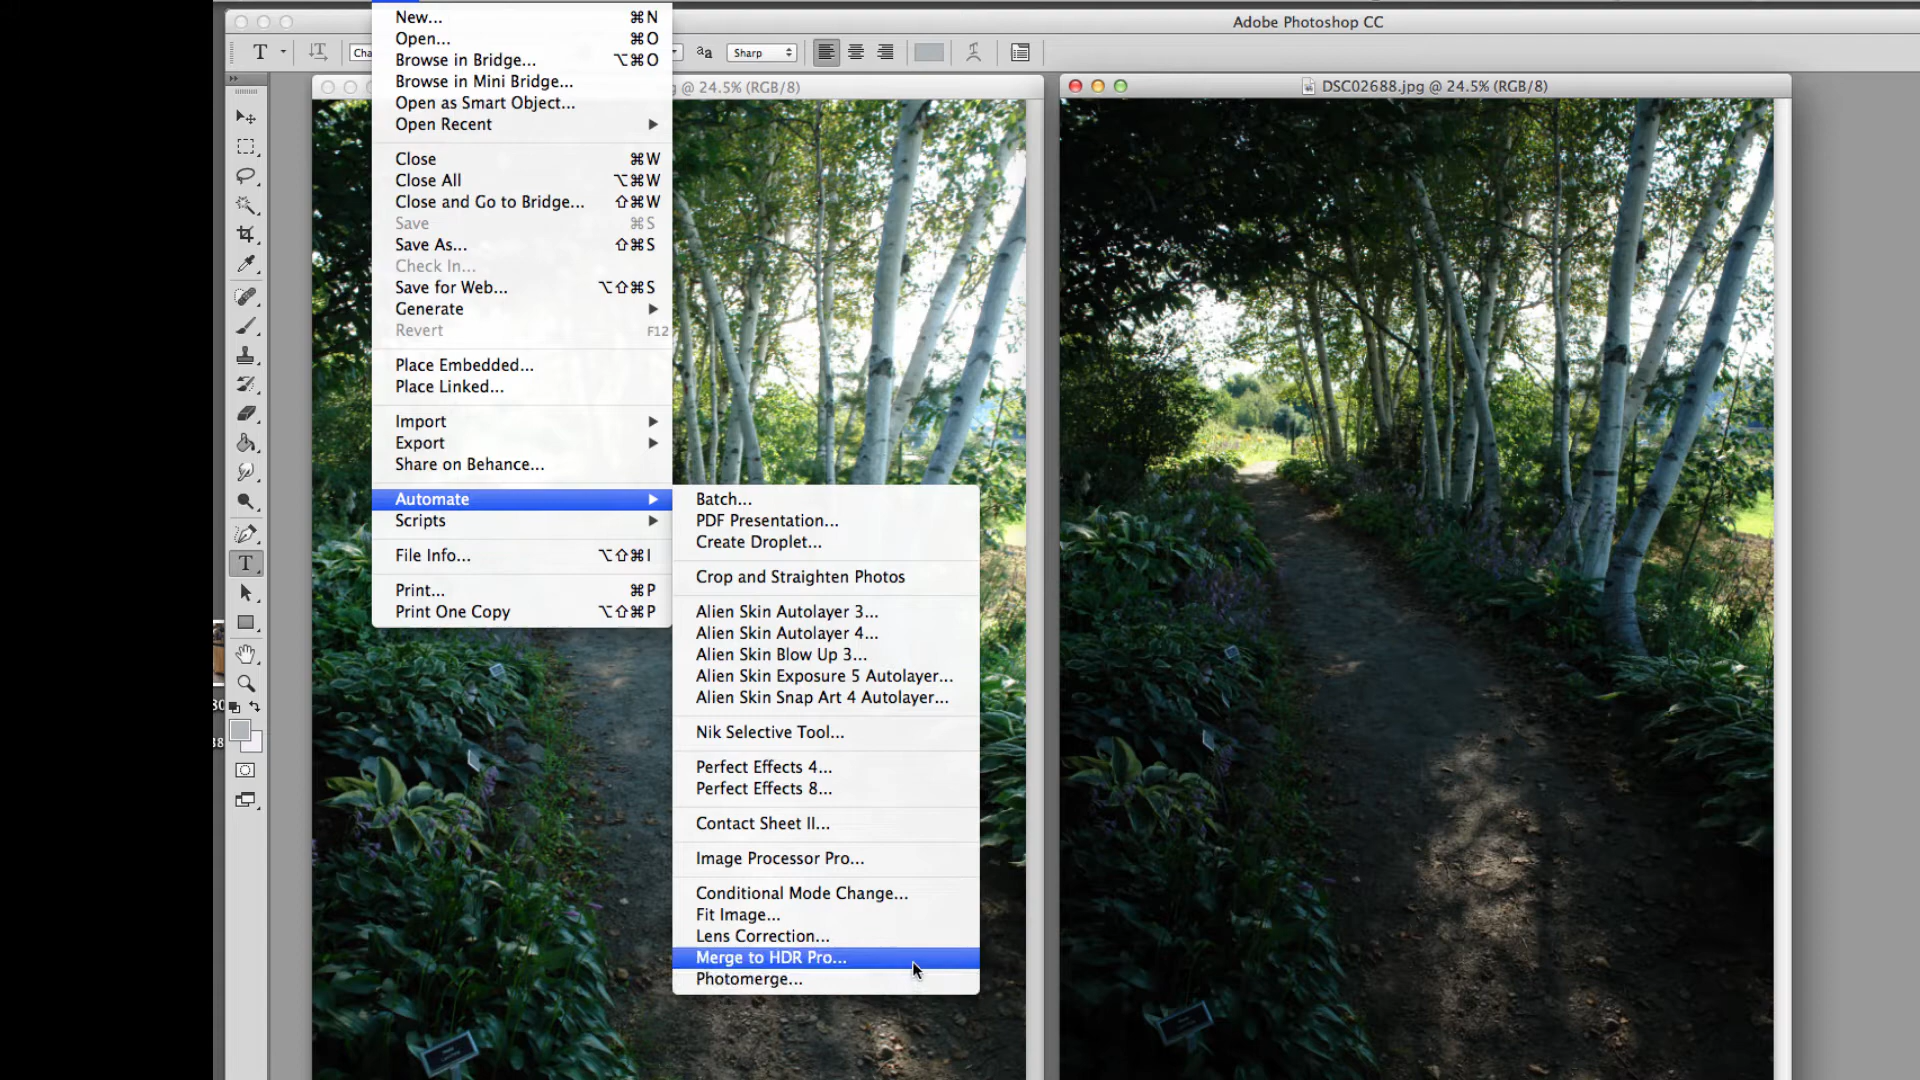 Adobe Photoshop CC
T
Cha
aa
Sharp
g @ 24.5% (RGB/8)
DSC02688.jpg @ 24.5% (RGB/8)
New... ⌘N
Open... ⌘O
Browse in Bridge... ⌥⌘O
Browse in Mini Bridge...
Open as Smart Object...
Open Recent
Close ⌘W
Close All ⌥⌘W
Close and Go to Bridge... ⇧⌘W
Save ⌘S
Save As... ⇧⌘S
Check In...
Save for Web... ⌥⇧⌘S
Generate
Revert F12
Place Embedded...
Place Linked...
Import
Export
Share on Behance...
Automate
Scripts
File Info... ⌥⇧⌘I
Print... ⌘P
Print One Copy ⌥⇧⌘P
Batch...
PDF Presentation...
Create Droplet...
Crop and Straighten Photos
Alien Skin Autolayer 3...
Alien Skin Autolayer 4...
Alien Skin Blow Up 3...
Alien Skin Exposure 5 Autolayer...
Alien Skin Snap Art 4 Autolayer...
Nik Selective Tool...
Perfect Effects 4...
Perfect Effects 8...
Contact Sheet II...
Image Processor Pro...
Conditional Mode Change...
Fit Image...
Lens Correction...
Merge to HDR Pro...
Photomerge...